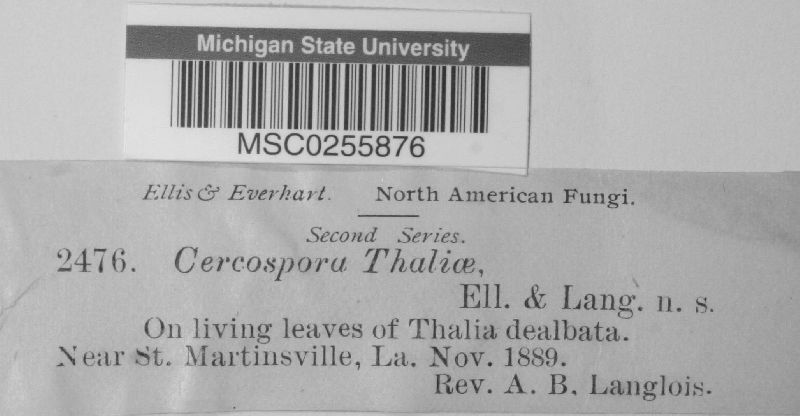 Michigan State University
MSC0255876
Ellis & Everhart. North American Fungi.
Second Series.
2476. Cercospora Thaliæ,
Ell. & Lang. n. s.
On living leaves of Thalia dealbata.
Near St. Martinsville, La. Nov. 1889.
Rev. A. B. Langlois.